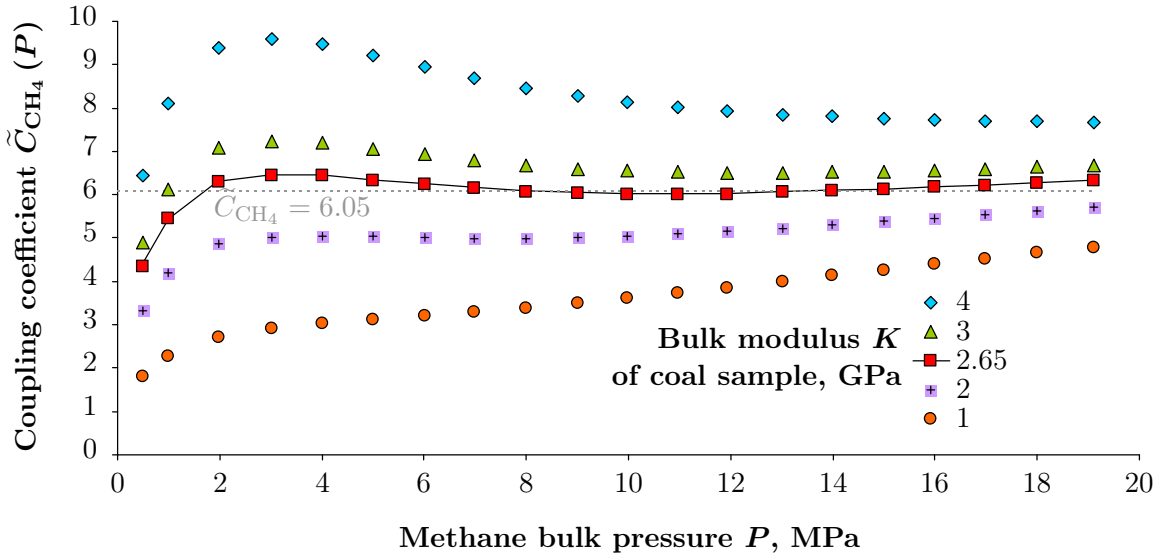 Coupling coefficient C̃_CH₄ (P)
10
9
8
7
6
5
4
3
2
1
0
C_CH₄ = 6.05
Bulk modulus K
of coal sample, GPa
4
3
2.65
2
1
0 2 4 6 8 10 12 14 16 18 20
Methane bulk pressure P, MPa